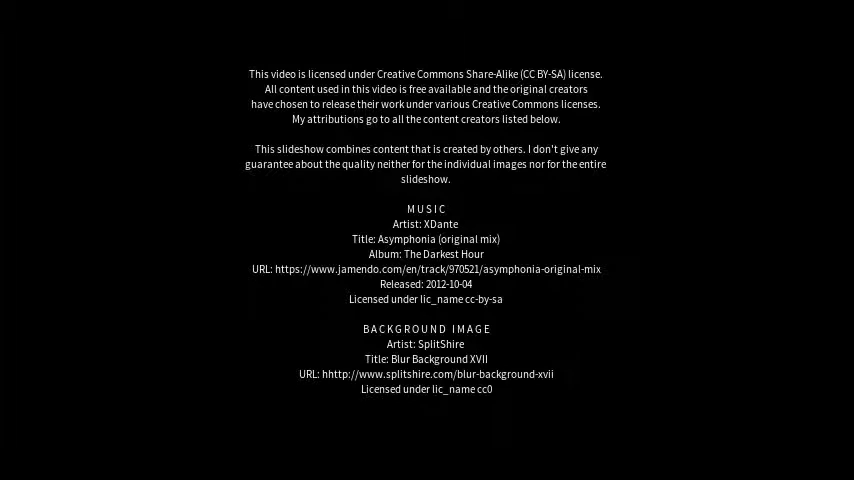 This video is licensed under Creative Commons Share-Alike (CC BY-SA) license.
All content used in this video is free available and the original creators
have chosen to release their work under various Creative Commons licenses.
My attributions go to all the content creators listed below.
This slideshow combines content that is created by others. I don't give any
guarantee about the quality neither for the individual images nor for the entire
slideshow.
MUSIC
Artist: XDante
Title: Asymphonia (original mix)
Album: The Darkest Hour
URL: https://www.jamendo.com/en/track/970521/asymphonia-original-mix
Released: 2012-10-04
Licensed under lic_name cc-by-sa
BACKGROUND IMAGE
Artist: SplitShire
Title: Blur Background XVII
URL: hhttp://www.splitshire.com/blur-background-xvii
Licensed under lic_name cc0